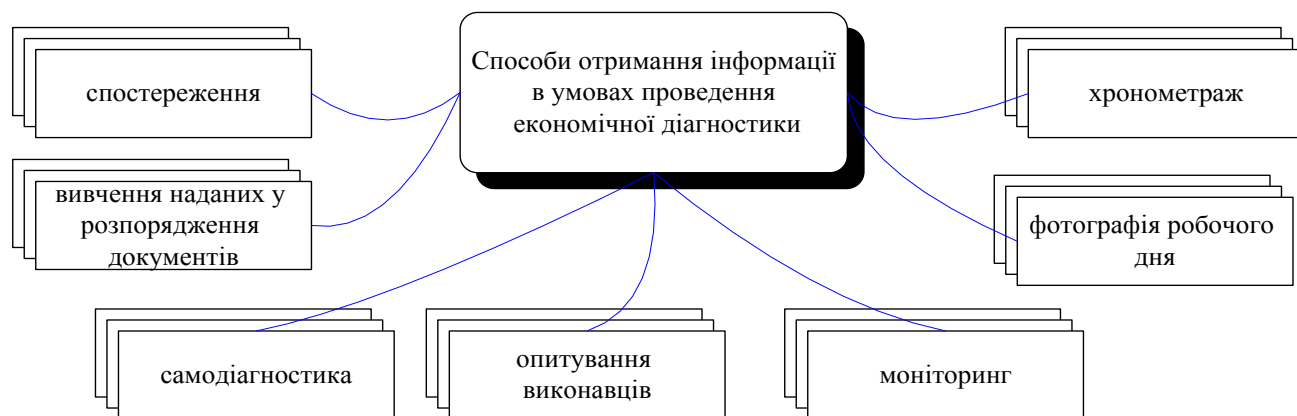 Способи отримання інформації
в умовах проведення
економічної діагностики
спостереження
хронометраж
вивчення наданих у
розпорядження
документів
фотографія робочого
дня
самодіагностика
опитування
виконавців
моніторинг